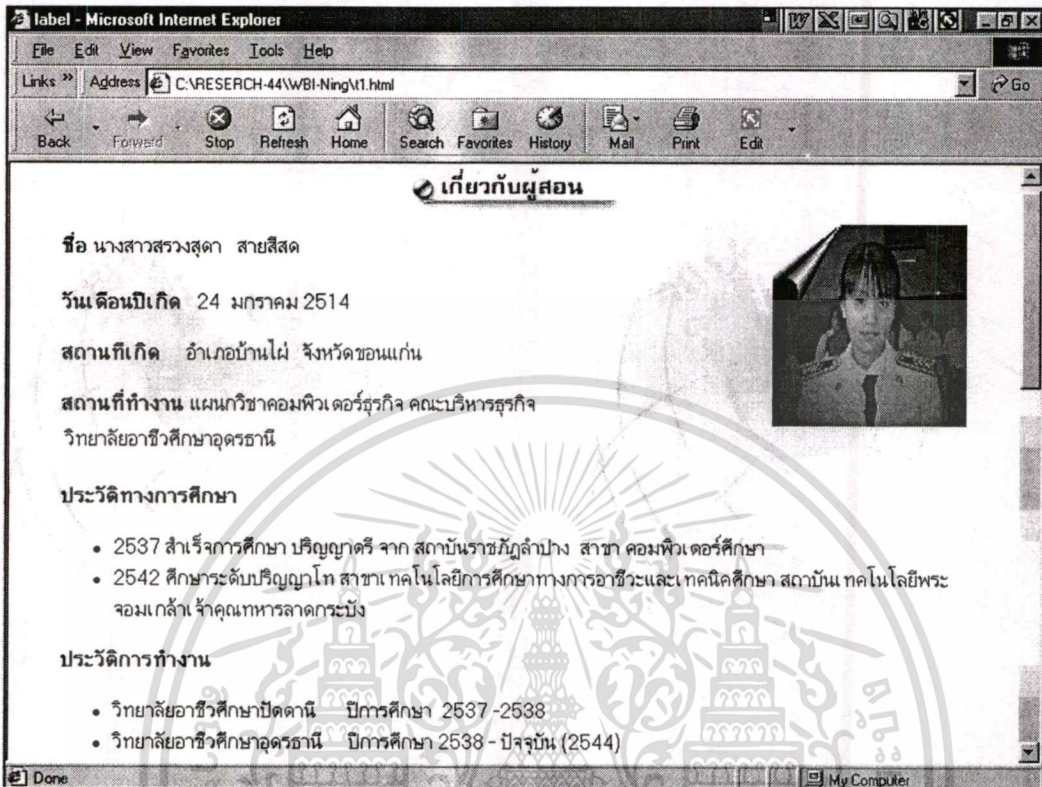 label - Microsoft Internet Explorer
File Edit View Favorites Tools Help
Links » Address C:\RESERCH-44\WBI-Ning\t1.html Go
Back Forward Stop Refresh Home Search Favorites History Mail Print Edit
เกี่ยวกับผู้สอน
ชื่อ นางสาวสรวงสุดา สายสีสด
วันเดือนปีเกิด 24 มกราคม 2514
สถานที่เกิด อำเภอบ้านไผ่ จังหวัดขอนแก่น
สถานที่ทำงาน แผนกวิชาคอมพิวเตอร์ธุรกิจ คณะบริหารธุรกิจ
วิทยาลัยอาชีวศึกษาอุดรธานี
ประวัติทางการศึกษา
• 2537 สำเร็จการศึกษา ปริญญาตรี จาก สถาบันราชภัฏลำปาง สาขา คอมพิวเตอร์ศึกษา
• 2542 ศึกษาระดับปริญญาโท สาขาเทคโนโลยีการศึกษาทางการอาชีวะและเทคนิคศึกษา สถาบันเทคโนโลยีพระ
จอมเกล้าเจ้าคุณทหารลาดกระบัง
ประวัติการทำงาน
• วิทยาลัยอาชีวศึกษาปัตตานี ปีการศึกษา 2537 -2538
• วิทยาลัยอาชีวศึกษาอุดรธานี ปีการศึกษา 2538 - ปัจจุบัน (2544)
Done My Computer